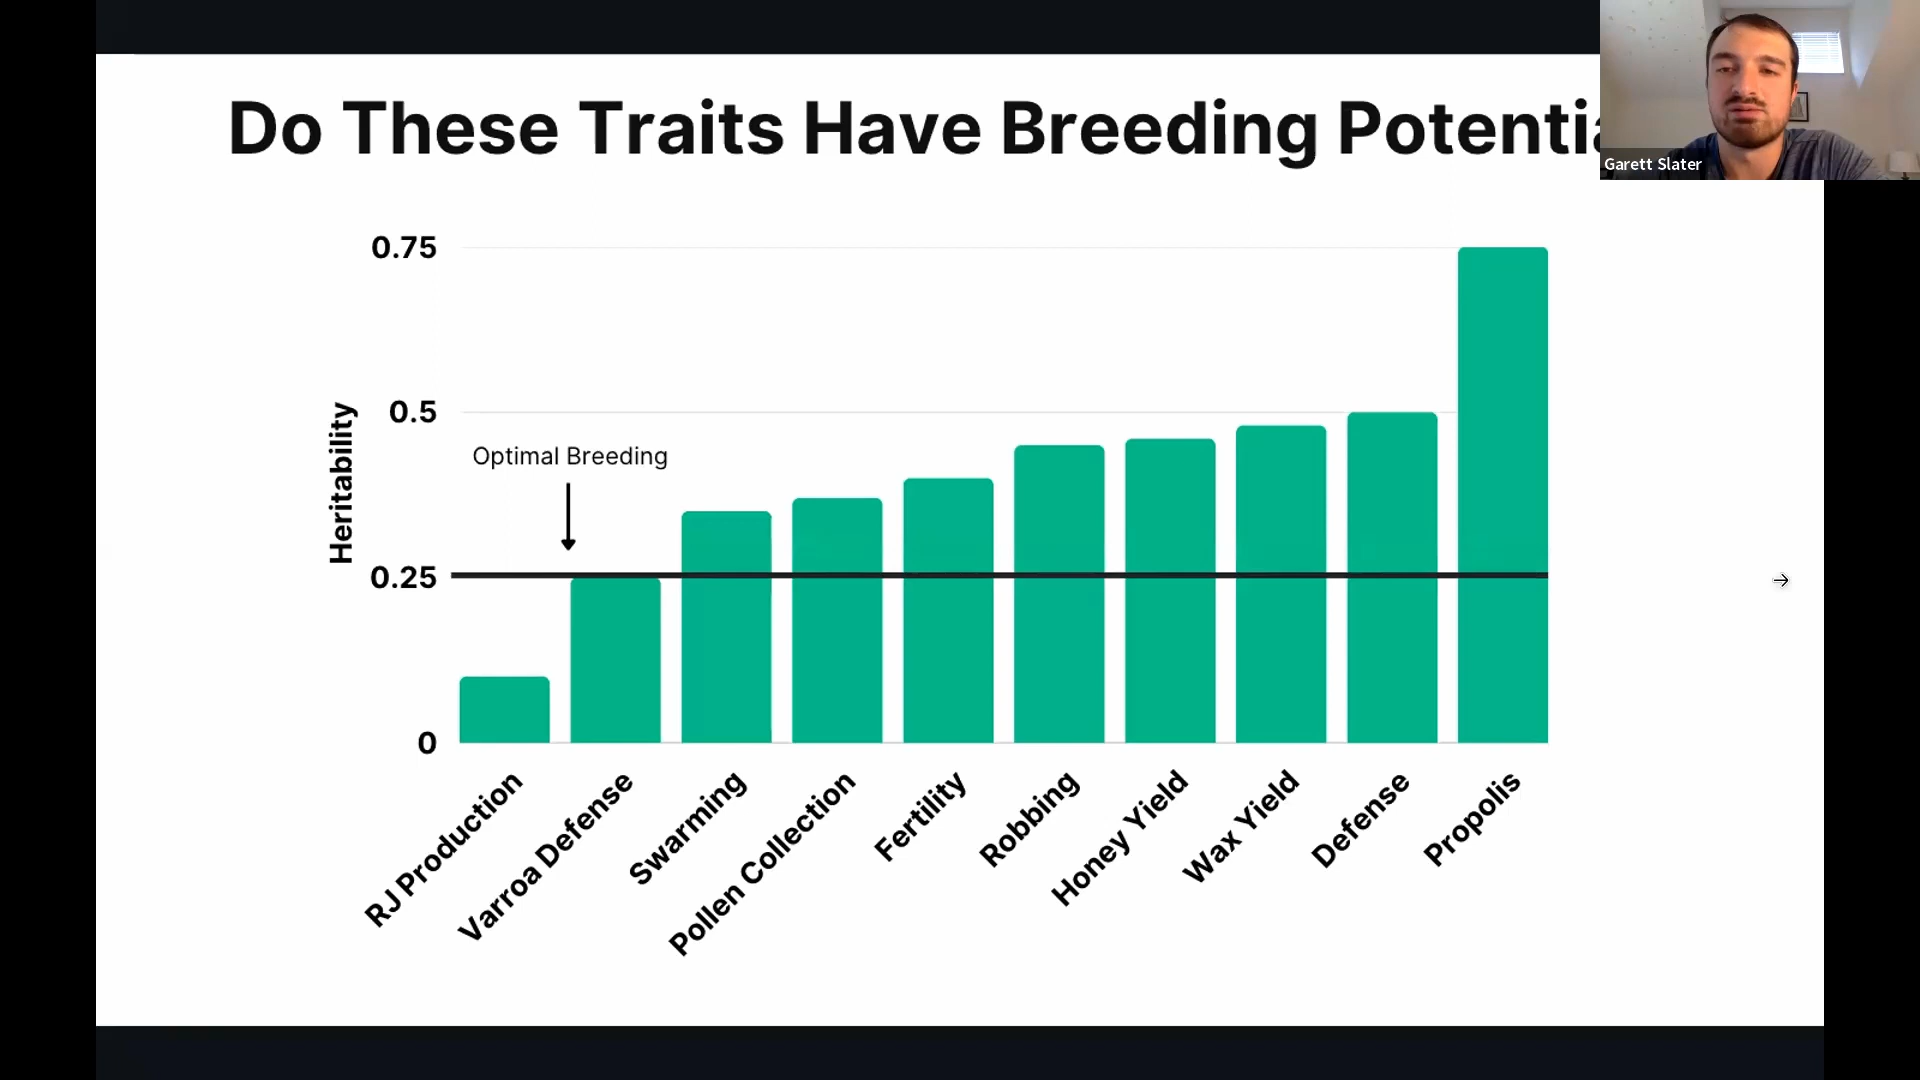 Do These Traits Have Breeding Potentia
Garett Slater
0.75
0.5
0.25
0
Heritability
Optimal Breeding
RJ Production
Varroa Defense
Swarming
Pollen Collection
Fertility
Robbing
Honey Yield
Wax Yield
Defense
Propolis